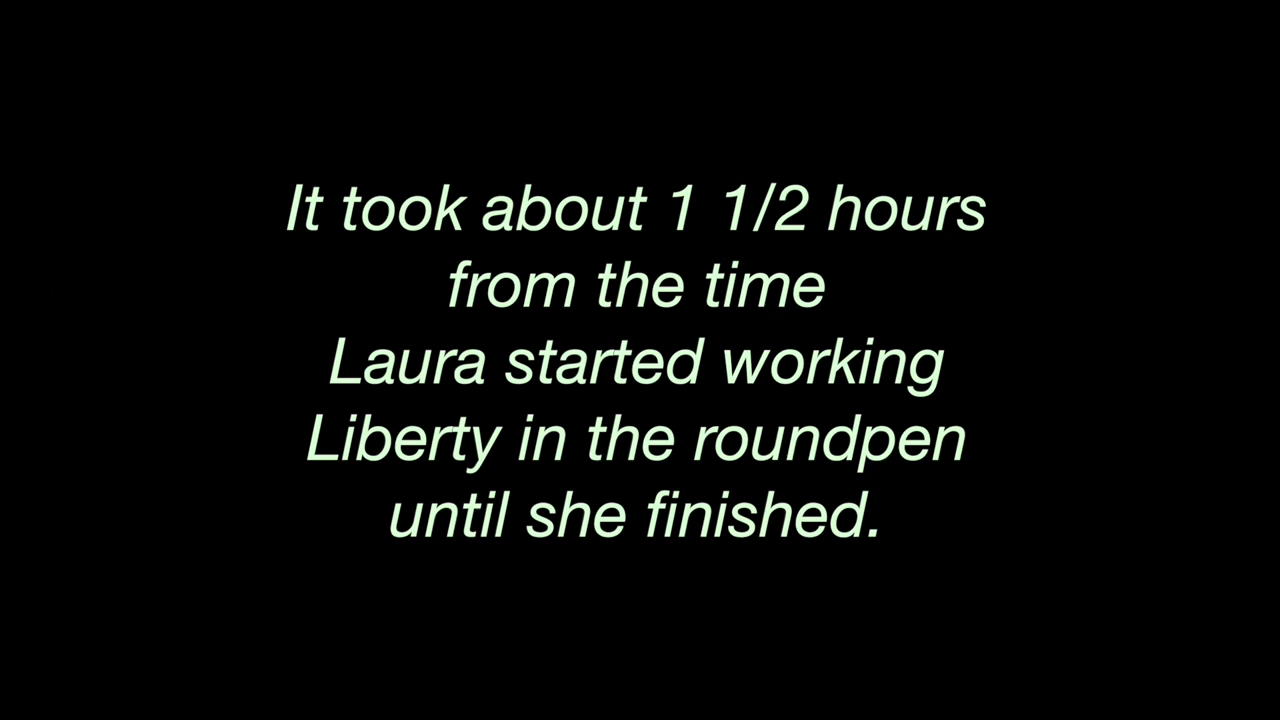 It took about 1 1/2 hours
from the time
Laura started working
Liberty in the roundpen
until she finished.